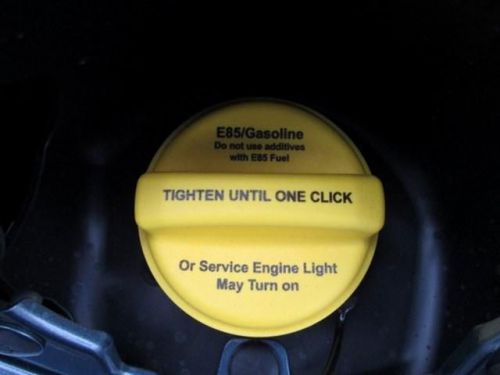 E85/Gasoline
Do not use additives
with E85 Fuel
TIGHTEN UNTIL ONE CLICK
Or Service Engine Light
May Turn on